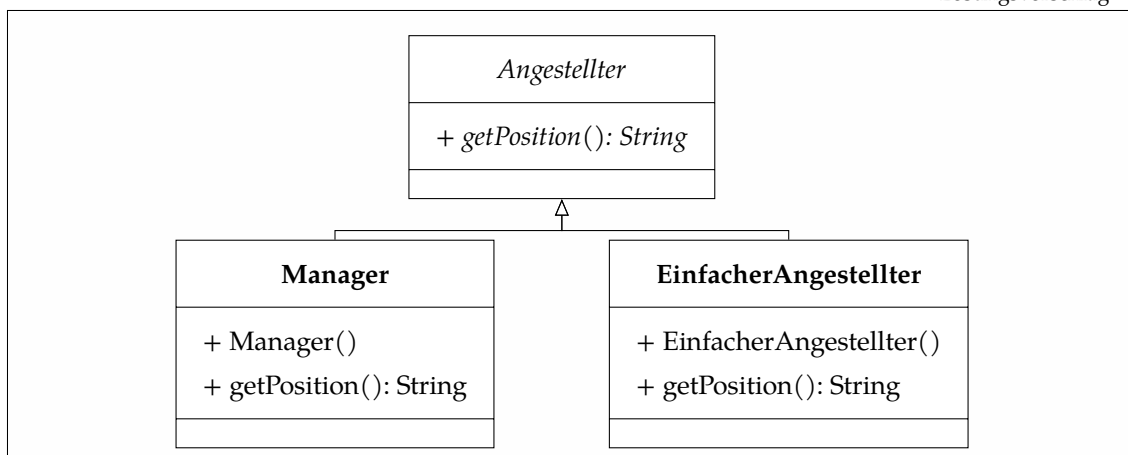 Angestellter
+ getPosition(): String
Manager
+ Manager()
+ getPosition(): String
EinfacherAngestellter
+ EinfacherAngestellter()
+ getPosition(): String